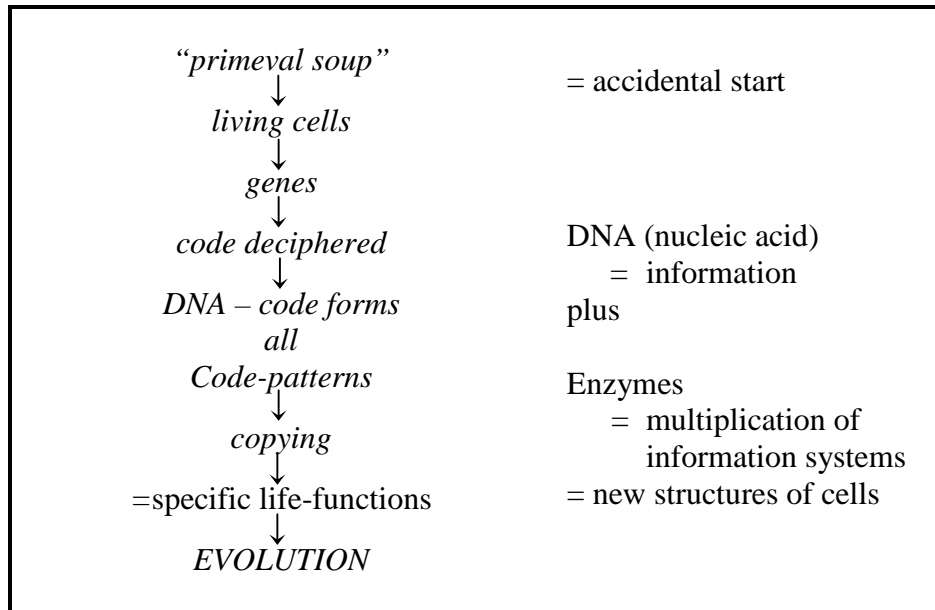 “primeval soup”
= accidental start
living cells
genes
code deciphered
DNA (nucleic acid)
= information
DNA – code forms
plus
all
Code-patterns
Enzymes
= multiplication of
copying
information systems
=specific life-functions
= new structures of cells
EVOLUTION